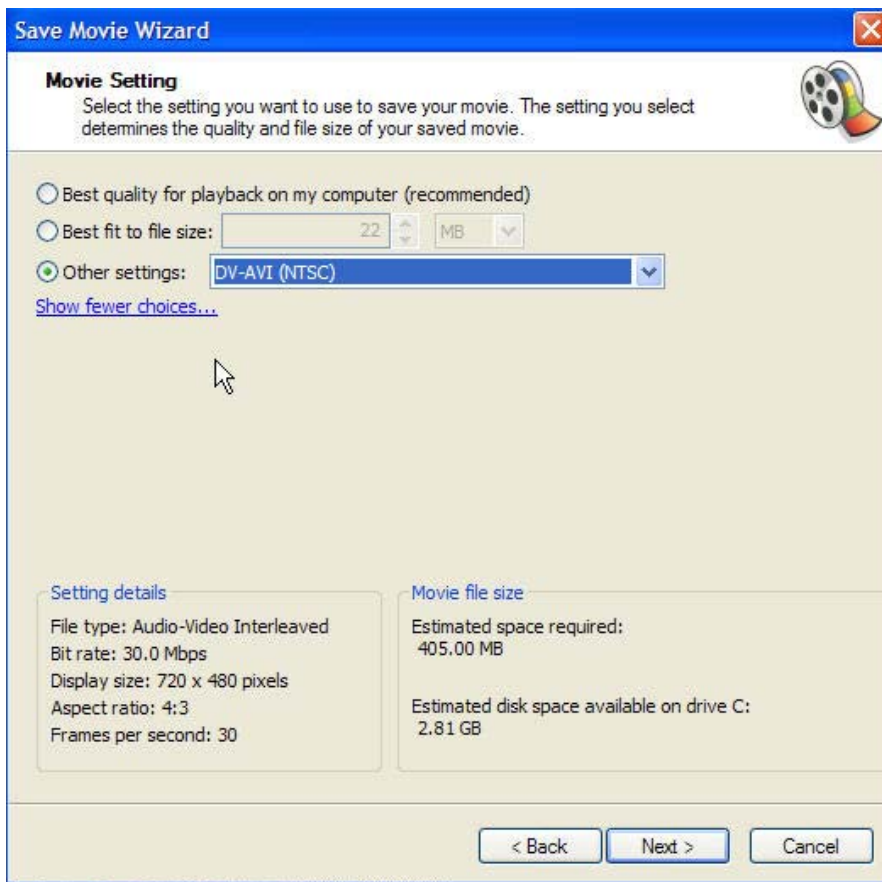 Save Movie Wizard
Movie Setting
Select the setting you want to use to save your movie. The setting you select
determines the quality and file size of your saved movie.
Best quality for playback on my computer (recommended)
Best fit to file size: 22 MB
Other settings: DV-AVI (NTSC)
Show fewer choices...
Setting details
File type: Audio-Video Interleaved
Bit rate: 30.0 Mbps
Display size: 720 x 480 pixels
Aspect ratio: 4:3
Frames per second: 30
Movie file size
Estimated space required:
405.00 MB
Estimated disk space available on drive C:
2.81 GB
< Back Next > Cancel